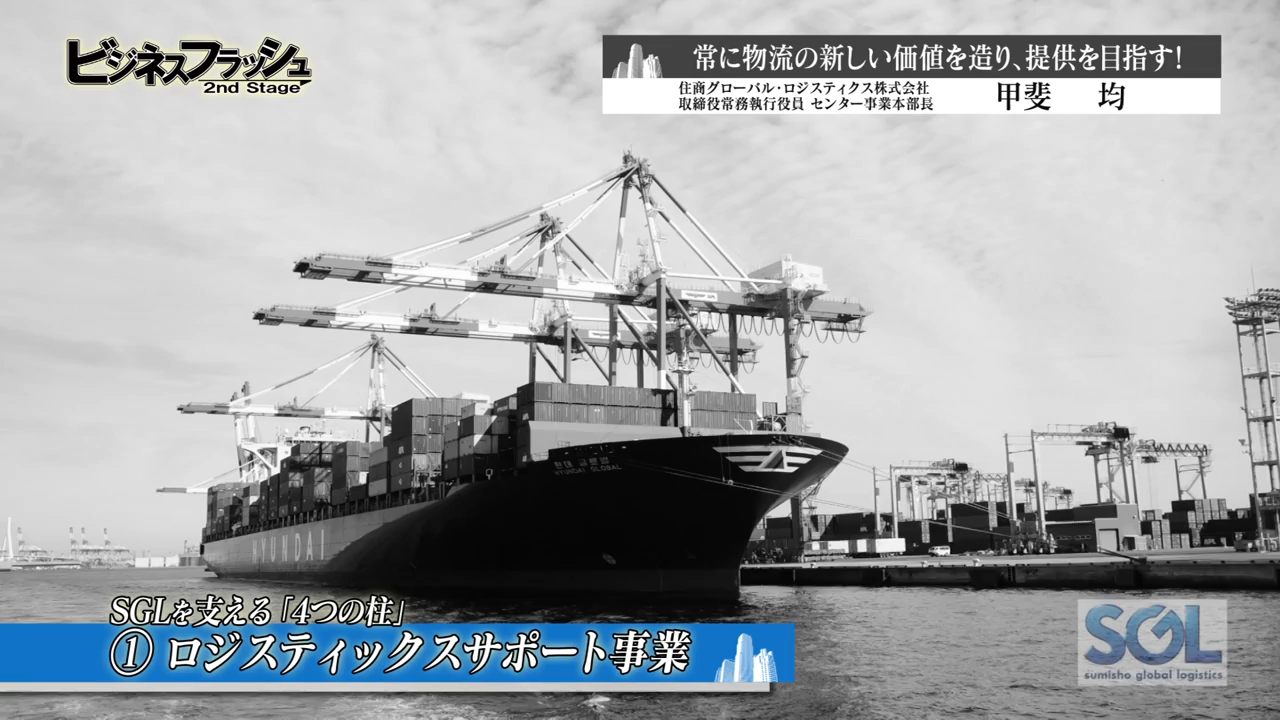 ビジネスフラッシュ
2nd Stage
常に物流の新しい価値を造り、提供を目指す!
住商グローバル・ロジスティクス株式会社
取締役常務執行役員 センター事業本部長
甲斐 均
현대 글로벌
HYUNDAI GLOBAL
HYUNDAI
SGLを支える「4つの柱」
① ロジスティックスサポート事業
SGL
sumisho global logistics